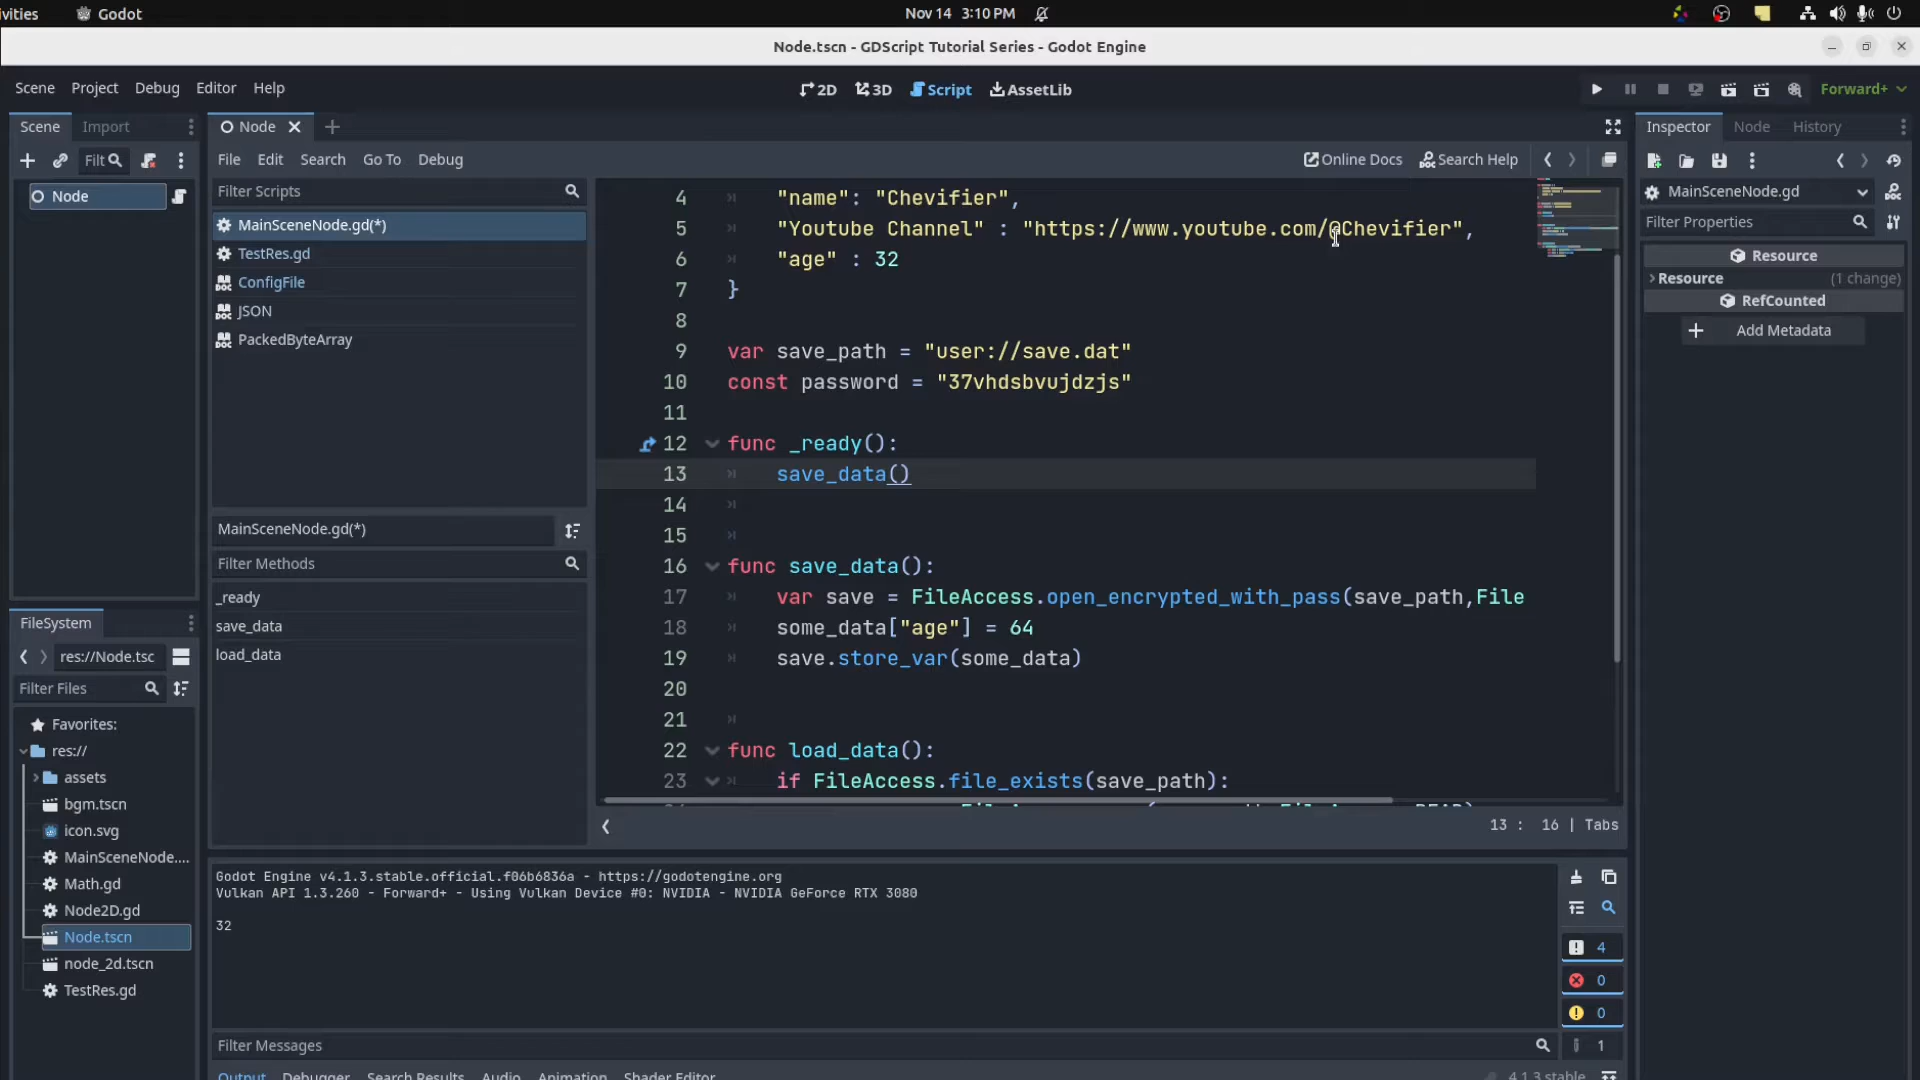 ivities
Godot
Nov 14 3:10 PM
Node.tscn - GDScript Tutorial Series - Godot Engine
Scene Project Debug Editor Help
2D 3D Script AssetLib
Forward+
Scene Import
Node
Inspector Node History
Filt
File Edit Search Go To Debug
Online Docs Search Help
Node
Filter Scripts
MainSceneNode.gd
Filter Properties
MainSceneNode.gd(*)
TestRes.gd
ConfigFile
JSON
PackedByteArray
Resource
Resource (1 change)
RefCounted
Add Metadata
4 "name": "Chevifier",
5 "Youtube Channel" : "https://www.youtube.com/@Chevifier",
6 "age" : 32
7 }
8
9 var save_path = "user://save.dat"
10 const password = "37vhdsbvujdzjs"
11
12 func _ready():
13 save_data()
14
15
16 func save_data():
17 var save = FileAccess.open_encrypted_with_pass(save_path,File
18 some_data["age"] = 64
19 save.store_var(some_data)
20
21
22 func load_data():
23 if FileAccess.file_exists(save_path):
13 : 16 | Tabs
MainSceneNode.gd(*)
Filter Methods
_ready
save_data
load_data
FileSystem
res://Node.tsc
Filter Files
Favorites:
res://
assets
bgm.tscn
icon.svg
MainSceneNode....
Math.gd
Node2D.gd
Node.tscn
node_2d.tscn
TestRes.gd
Godot Engine v4.1.3.stable.official.f06b6836a - https://godotengine.org
Vulkan API 1.3.260 - Forward+ - Using Vulkan Device #0: NVIDIA - NVIDIA GeForce RTX 3080
32
4
0
0
1
Filter Messages
Output Debugger Search Results Audio Animation Shader Editor
4.1.3.stable